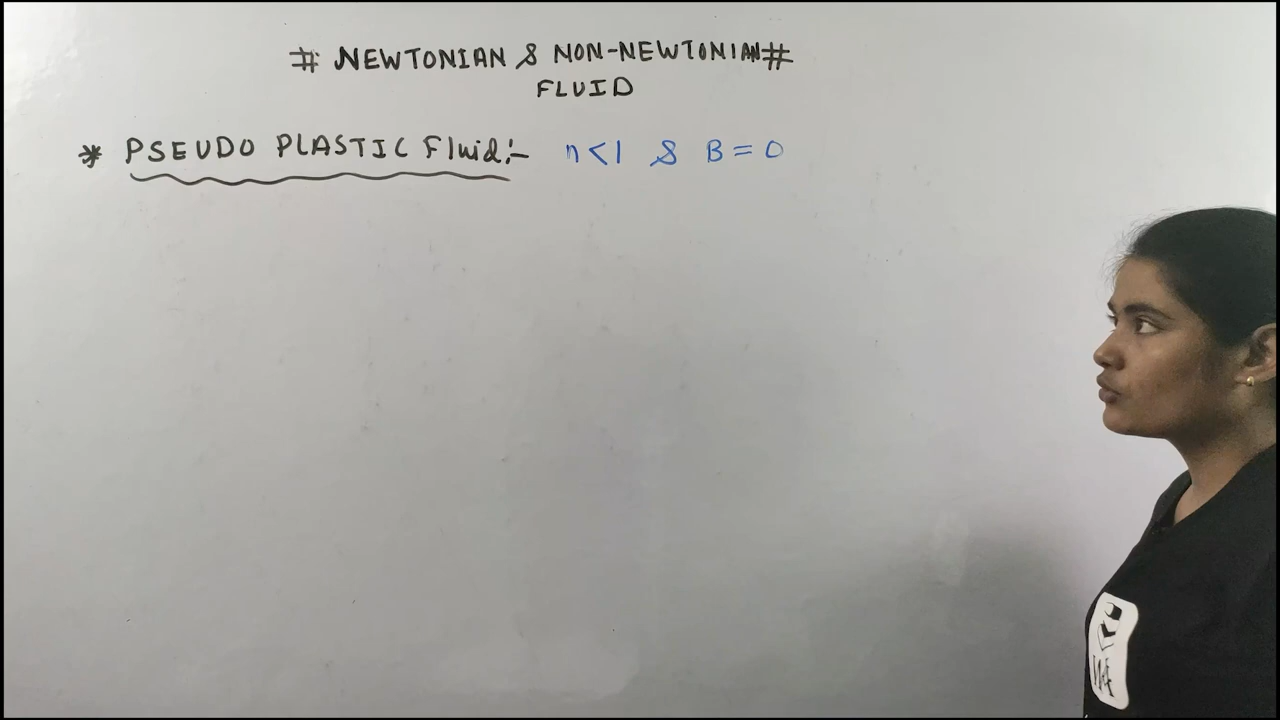 # NEWTONIAN & NON-NEWTONIAN #
FLUID
* PSEUDO PLASTIC Fluid:- n<1 & B=0